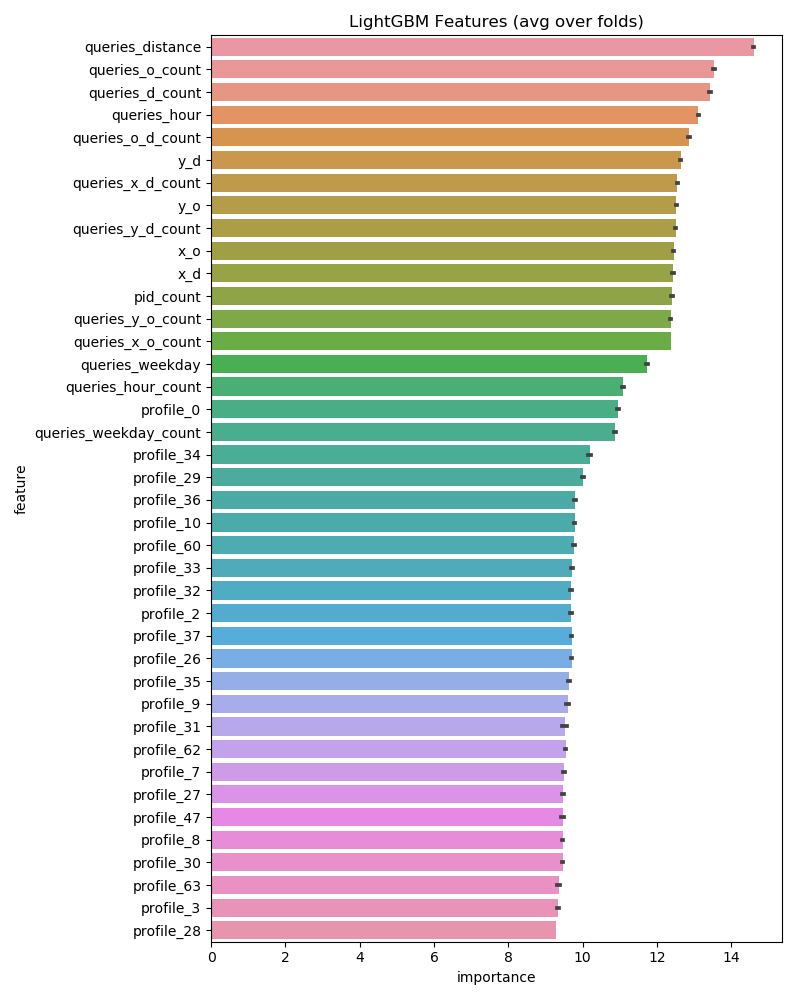 LightGBM Features (avg over folds)
queries_distance
queries_o_count
queries_d_count
queries_hour
queries_o_d_count
y_d
queries_x_d_count
y_o
queries_y_d_count
x_o
x_d
pid_count
queries_y_o_count
queries_x_o_count
queries_weekday
queries_hour_count
profile_0
queries_weekday_count
profile_34
profile_29
profile_36
profile_10
profile_60
profile_33
profile_32
profile_2
profile_37
profile_26
profile_35
profile_9
profile_31
profile_62
profile_7
profile_27
profile_47
profile_8
profile_30
profile_63
profile_3
profile_28
feature
0 2 4 6 8 10 12 14
importance